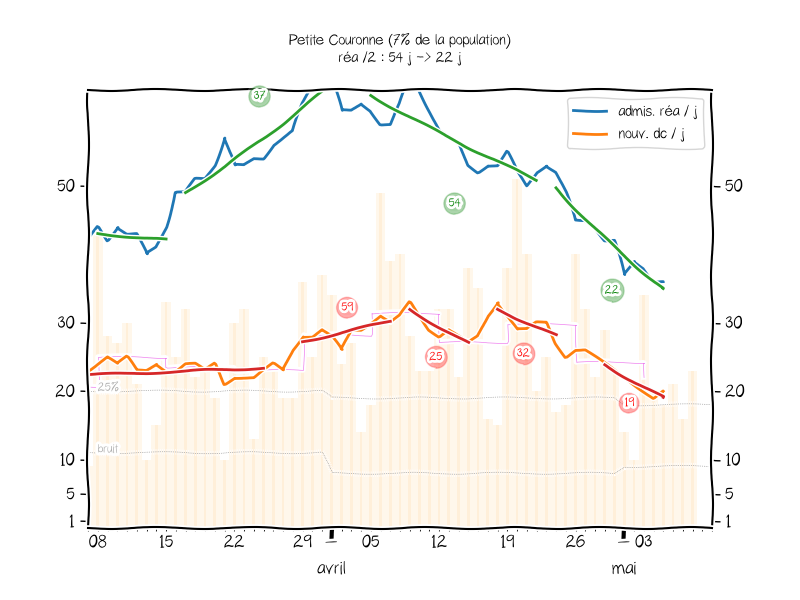 Petite Couronne (7% de la population)
réa /2 : 54 j -> 22 j
admis. réa / j
nouv. dc / j
37
54
22
59
25
32
19
-25%
bruit
50
30
20
10
5
1
50
30
20
10
5
1
08 15 22 29 05 12 19 26 03
avril mai